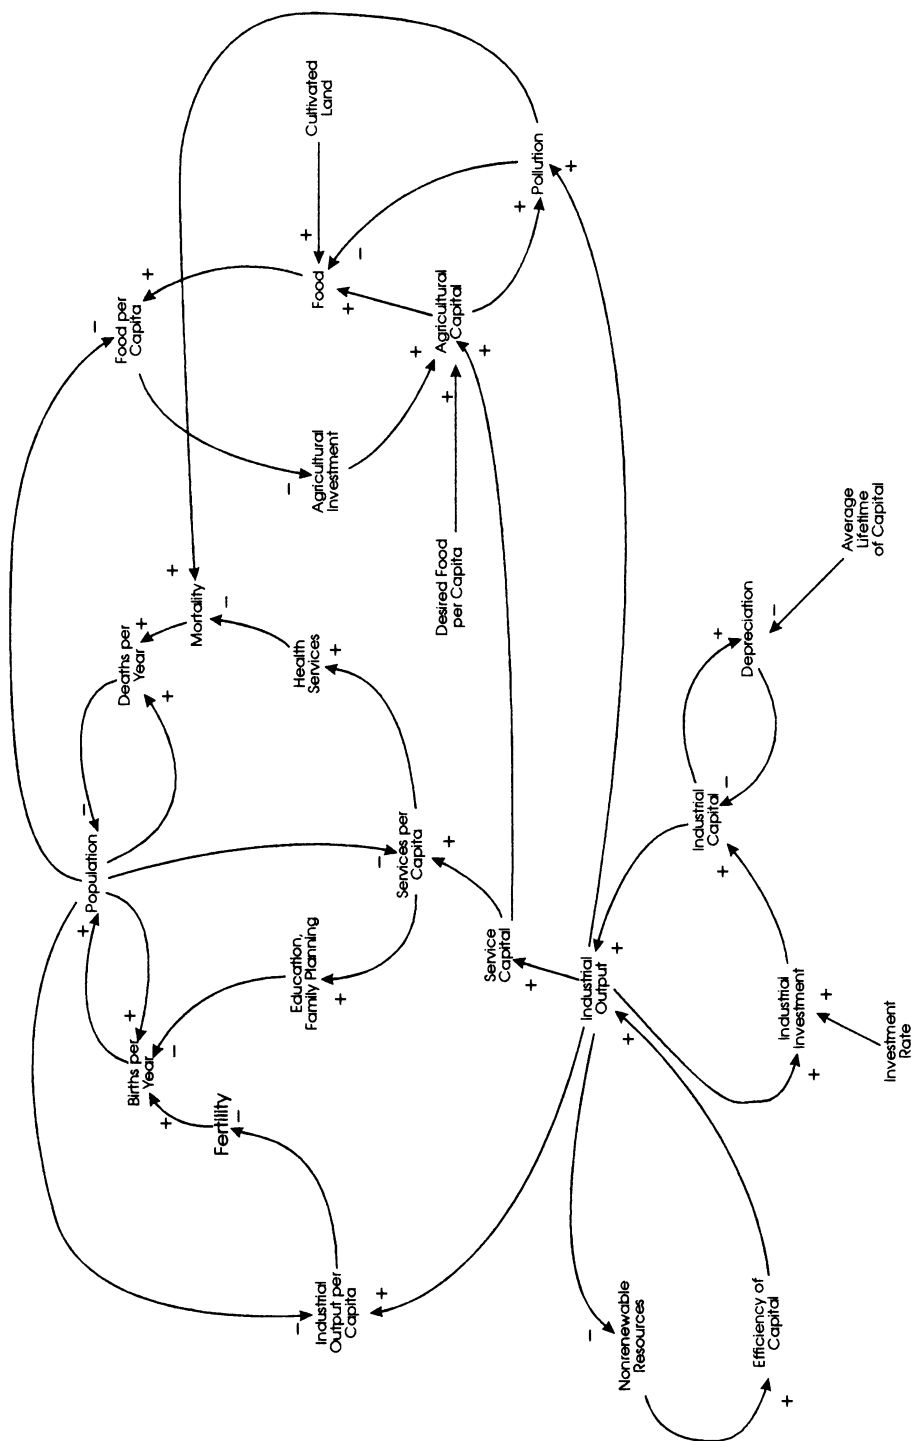 Population
+
−
Births per
Year
+
−
+
Deaths per
Year
+
+
Food per
Capita
−
+
Fertility
−
Mortality
+
−
Industrial
Output per
Capita
−
+
Education,
Family Planning
+
Health
Services
+
Agricultural
Investment
−
Food
+
−
+
Cultivated
Land
Services per
Capita
−
+
Desired Food
per Capita
Agricultural
Capital
+
+
+
Service
Capital
+
Pollution
+
+
Industrial
Output
+
+
Nonrenewable
Resources
−
Industrial
Capital
+
−
Depreciation
+
−
Efficiency of
Capital
+
Industrial
Investment
+
+
Average
Lifetime
of Capital
Investment
Rate